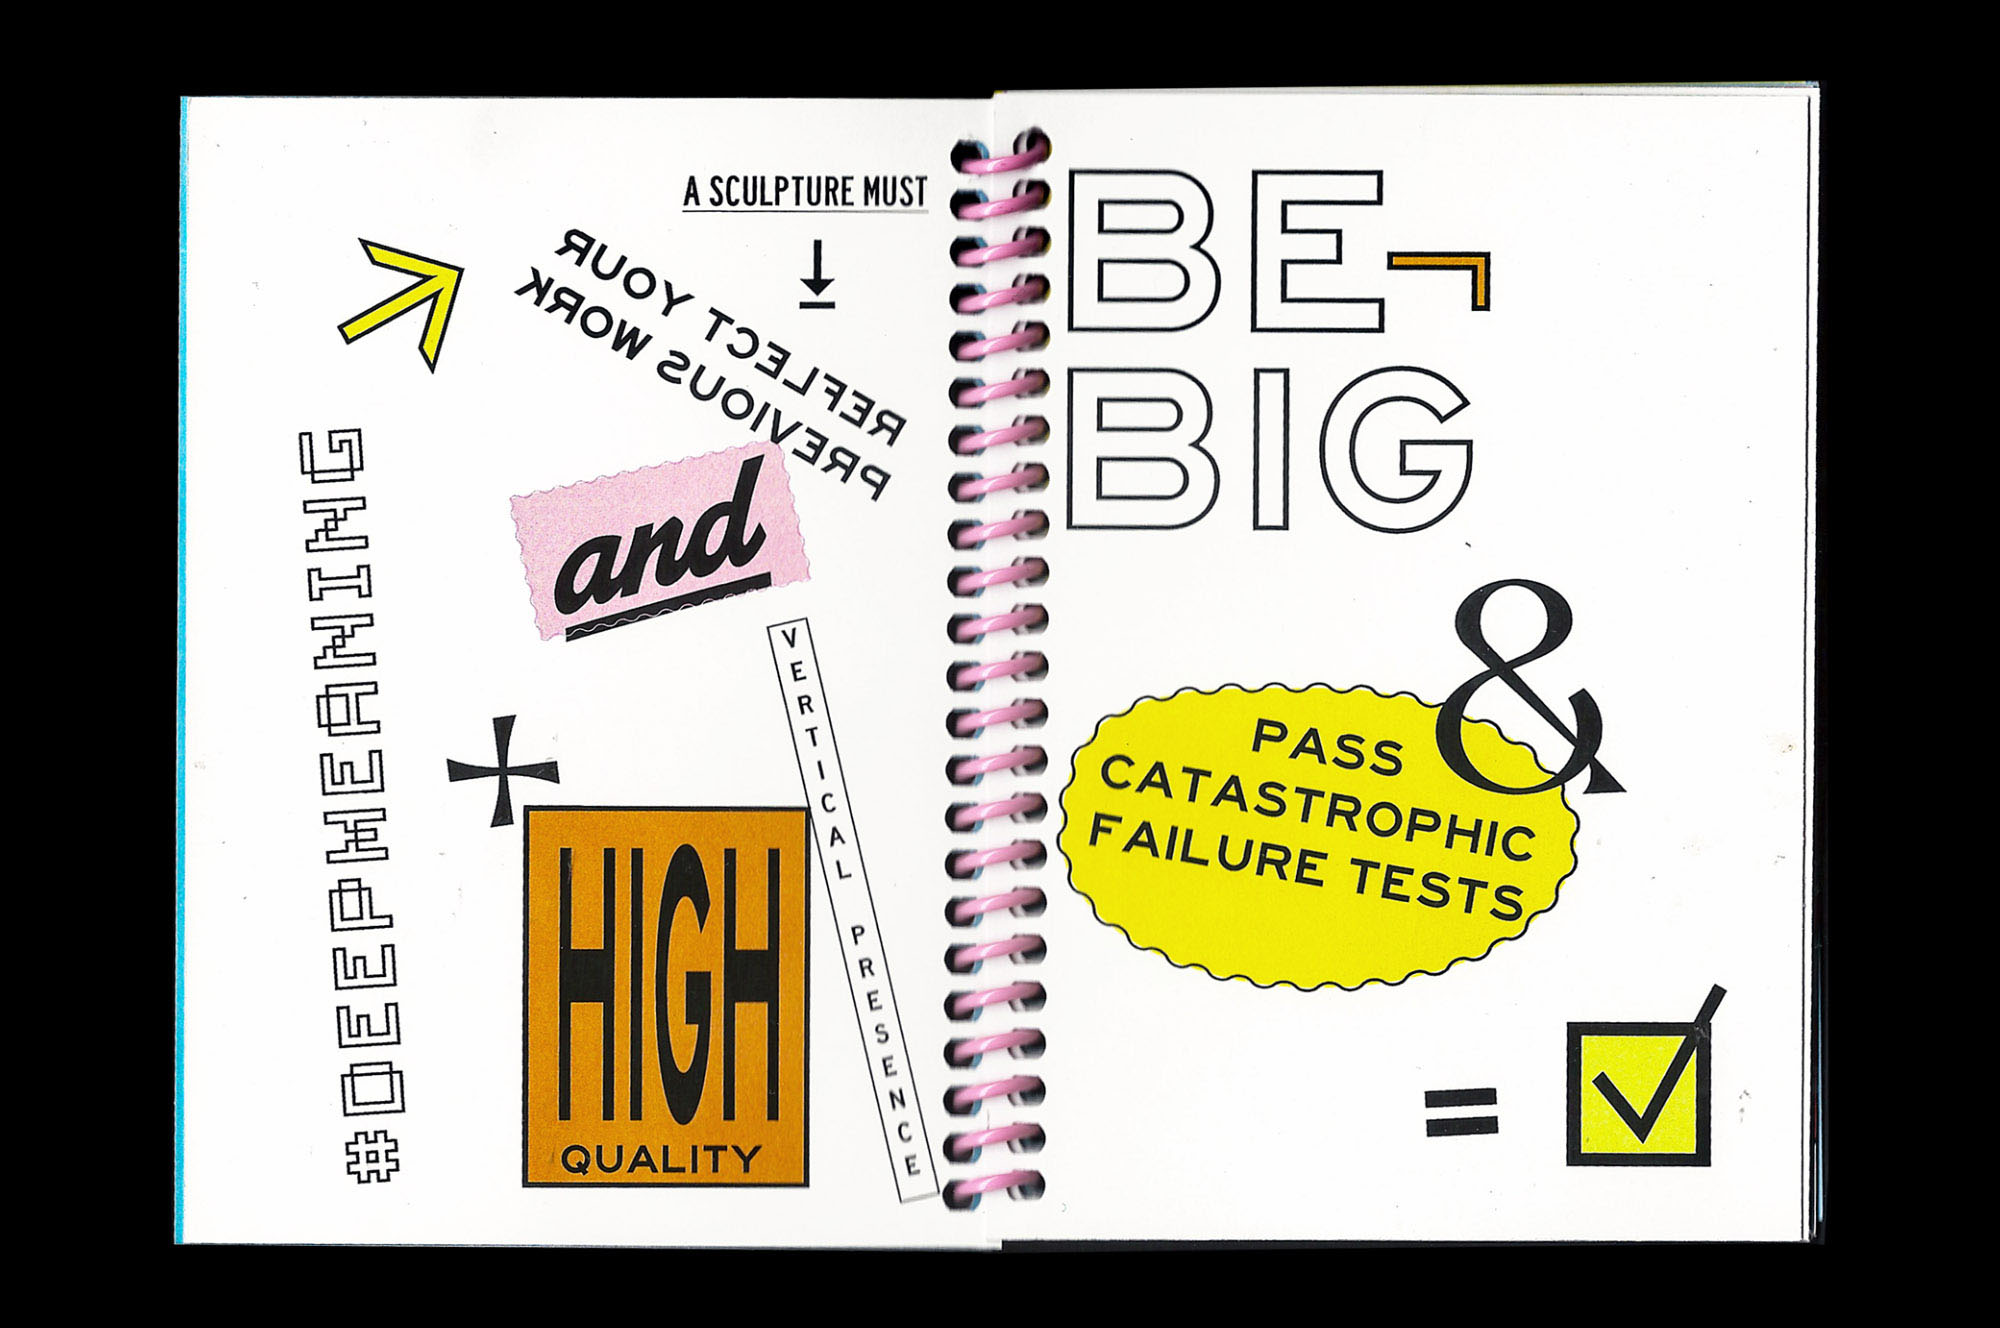 A SCULPTURE MUST
REFLECT YOUR
PREVIOUS WORK
and
#DEEPMEANING
+
HIGH
QUALITY
VERTICAL PRESENCE
BE
BIG
&
PASS
CATASTROPHIC
FAILURE TESTS
=